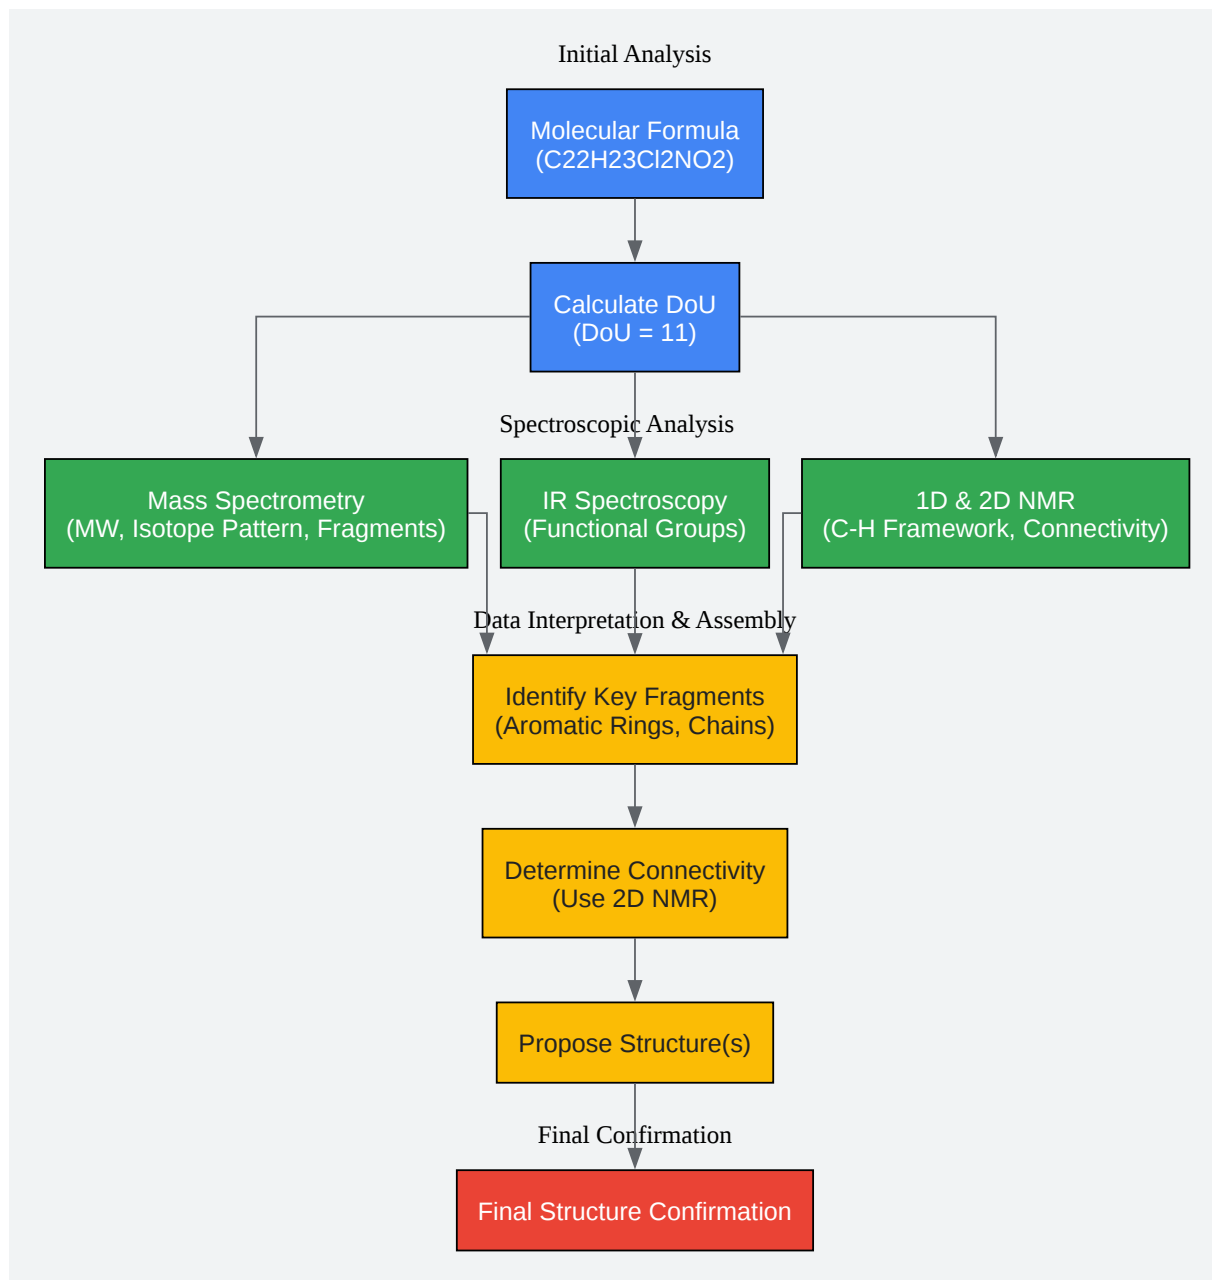 Initial Analysis
Molecular Formula
(C22H23Cl2NO2)
Calculate DoU
(DoU = 11)
Spectroscopic Analysis
Mass Spectrometry
(MW, Isotope Pattern, Fragments)
IR Spectroscopy
(Functional Groups)
1D & 2D NMR
(C-H Framework, Connectivity)
Data Interpretation & Assembly
Identify Key Fragments
(Aromatic Rings, Chains)
Determine Connectivity
(Use 2D NMR)
Propose Structure(s)
Final Confirmation
Final Structure Confirmation